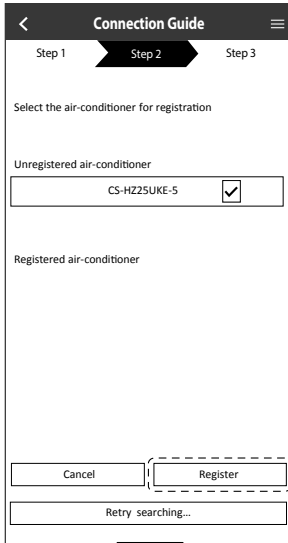 Connection Guide
Step 1 Step 2 Step 3
Select the air-conditioner for registration
Unregistered air-conditioner
CS-HZ25UKE-5
Registered air-conditioner
Cancel Register
Retry searching...